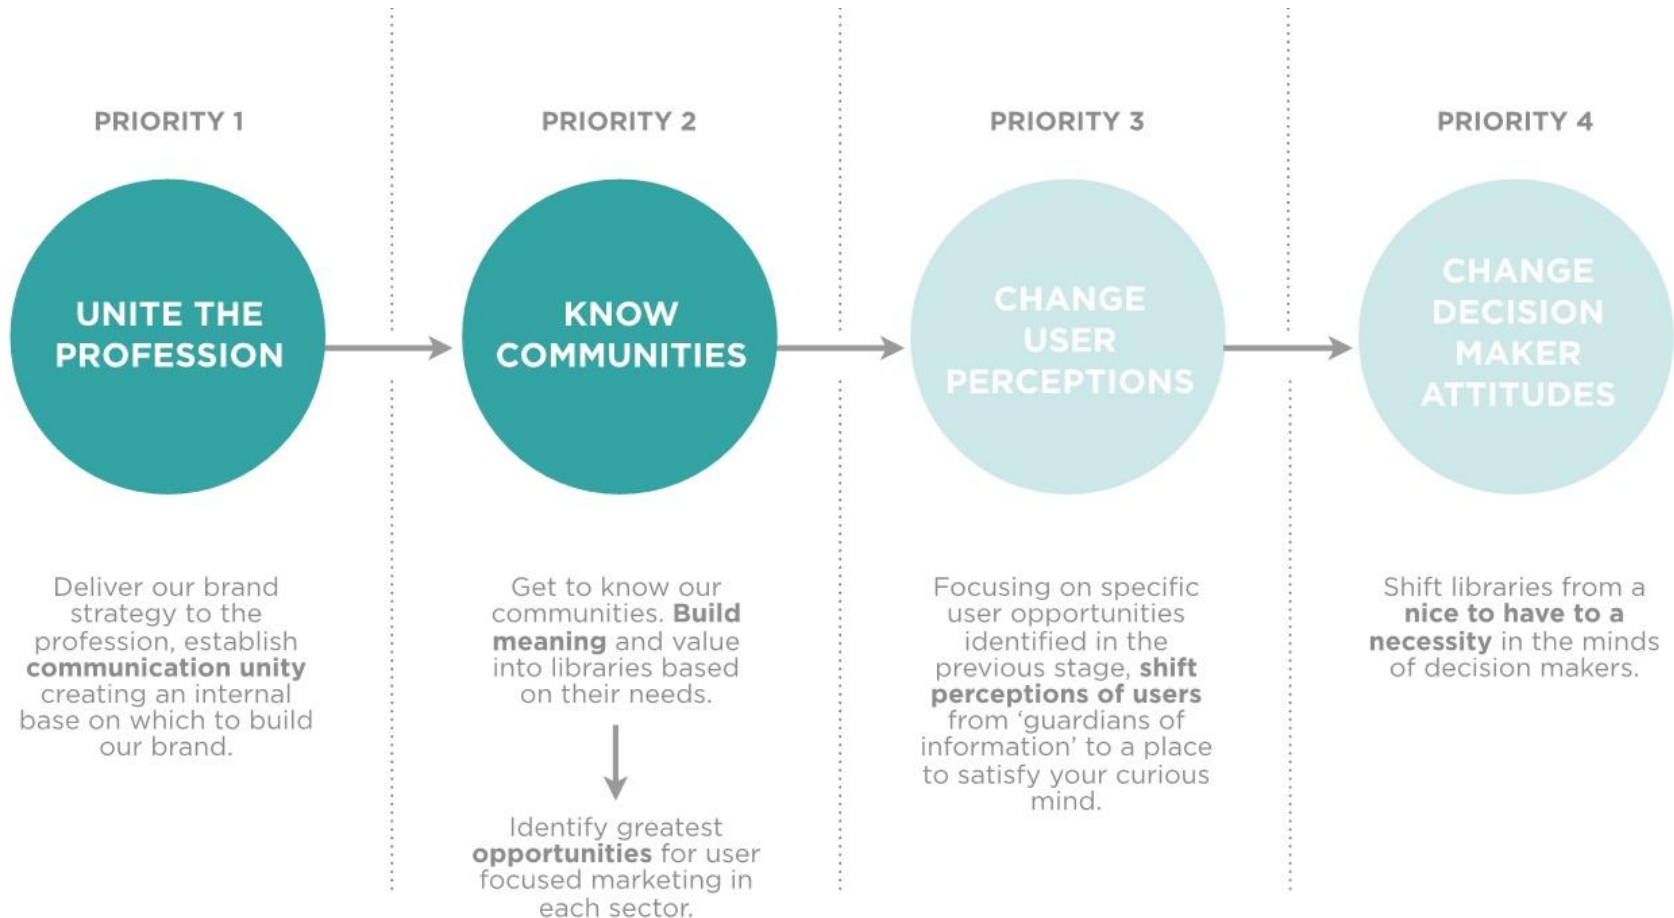 PRIORITY 1
UNITE THE
PROFESSION
Deliver our brand
strategy to the
profession, establish
communication unity
creating an internal
base on which to build
our brand.
PRIORITY 2
KNOW
COMMUNITIES
Get to know our
communities. Build
meaning and value
into libraries based
on their needs.
Identify greatest
opportunities for user
focused marketing in
each sector.
PRIORITY 3
CHANGE
USER
PERCEPTIONS
Focusing on specific
user opportunities
identified in the
previous stage, shift
perceptions of users
from ‘guardians of
information’ to a place
to satisfy your curious
mind.
PRIORITY 4
CHANGE
DECISION
MAKER
ATTITUDES
Shift libraries from a
nice to have to a
necessity in the minds
of decision makers.